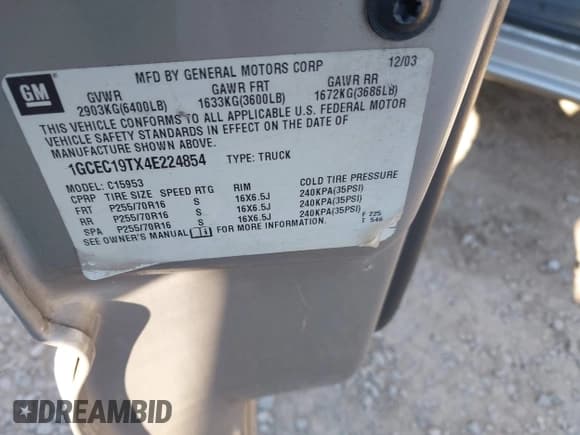 GM
MFD BY GENERAL MOTORS CORP 12/03
GVWR GAWR FRT GAWR RR
2903KG(6400LB) 1633KG(3600LB) 1672KG(3686LB)
THIS VEHICLE CONFORMS TO ALL APPLICABLE U.S. FEDERAL MOTOR
VEHICLE SAFETY STANDARDS IN EFFECT ON THE DATE OF
MANUFACTURE SHOWN ABOVE.
1GCEC19TX4E224854 TYPE: TRUCK
MODEL: C15953
CPRP TIRE SIZE SPEED RTG RIM COLD TIRE PRESSURE
FRT P255/70R16 S 16X6.5J 240KPA(35PSI)
RR P255/70R16 S 16X6.5J 240KPA(35PSI)
SPA P255/70R16 S 16X6.5J 240KPA(35PSI)
SEE OWNER'S MANUAL FOR MORE INFORMATION.
F 225
T 546
DREAMBID